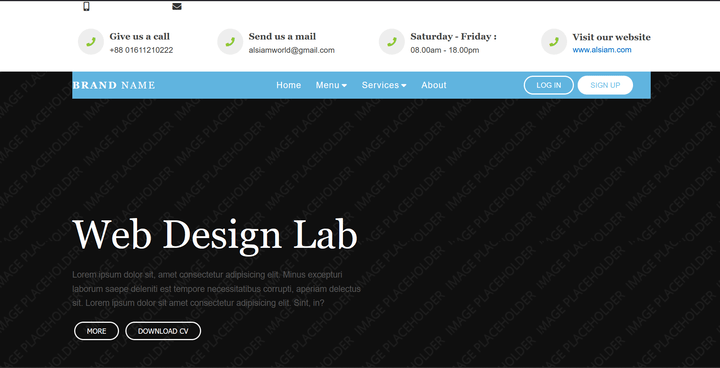 Give us a call
+88 01611210222
Send us a mail
alsiamworld@gmail.com
Saturday - Friday :
08.00am - 18.00pm
Visit our website
www.alsiam.com
BRAND NAME
Home
Menu
Services
About
LOG IN
SIGN UP
IMAGE PLACEHOLDER
Web Design Lab
Lorem ipsum dolor sit, amet consectetur adipisicing elit. Minus excepturi
laborum saepe deleniti est tempore necessitatibus corrupti, aperiam delectus
sit. Lorem ipsum dolor sit amet consectetur adipisicing elit. Sint, in?
MORE
DOWNLOAD CV